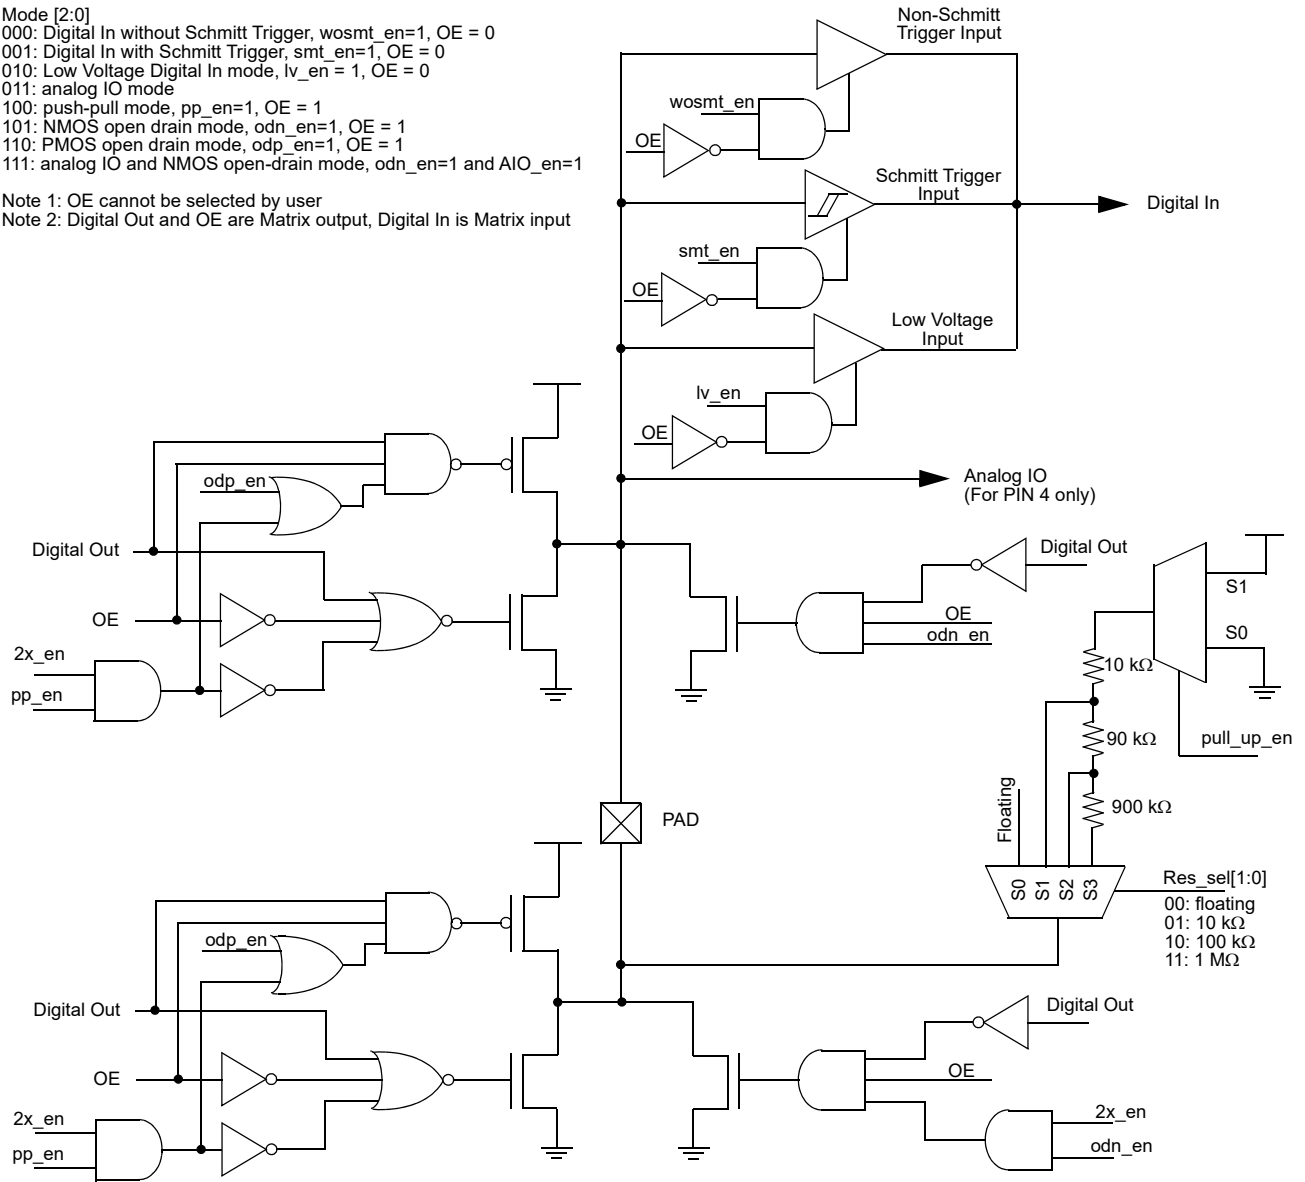 Mode [2:0]
000: Digital In without Schmitt Trigger, wosmt_en=1, OE = 0
001: Digital In with Schmitt Trigger, smt_en=1, OE = 0
010: Low Voltage Digital In mode, lv_en = 1, OE = 0
011: analog IO mode
100: push-pull mode, pp_en=1, OE = 1
101: NMOS open drain mode, odn_en=1, OE = 1
110: PMOS open drain mode, odp_en=1, OE = 1
111: analog IO and NMOS open-drain mode, odn_en=1 and AIO_en=1
Note 1: OE cannot be selected by user
Note 2: Digital Out and OE are Matrix output, Digital In is Matrix input
Non-Schmitt
Trigger Input
wosmt_en
OE
Schmitt Trigger
Input
Digital In
smt_en
OE
Low Voltage
Input
lv_en
OE
Analog IO
(For PIN 4 only)
odp_en
Digital Out
OE
2x_en
pp_en
Digital Out
OE
odn_en
S1
S0
10 kΩ
90 kΩ
900 kΩ
pull_up_en
Floating
PAD
S0
S1
S2
S3
Res_sel[1:0]
00: floating
01: 10 kΩ
10: 100 kΩ
11: 1 MΩ
odp_en
Digital Out
OE
2x_en
pp_en
Digital Out
OE
2x_en
odn_en